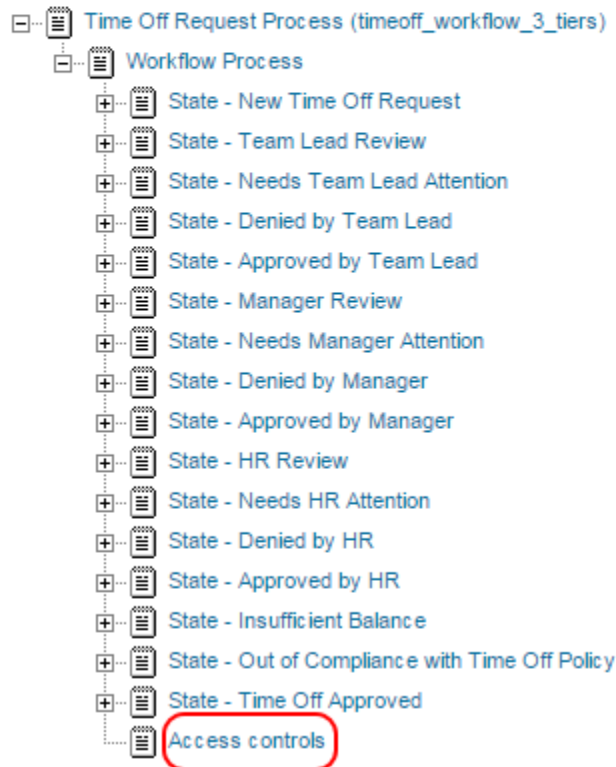 Time Off Request Process (timeoff_workflow_3_tiers)
Workflow Process
State - New Time Off Request
State - Team Lead Review
State - Needs Team Lead Attention
State - Denied by Team Lead
State - Approved by Team Lead
State - Manager Review
State - Needs Manager Attention
State - Denied by Manager
State - Approved by Manager
State - HR Review
State - Needs HR Attention
State - Denied by HR
State - Approved by HR
State - Insufficient Balance
State - Out of Compliance with Time Off Policy
State - Time Off Approved
Access controls